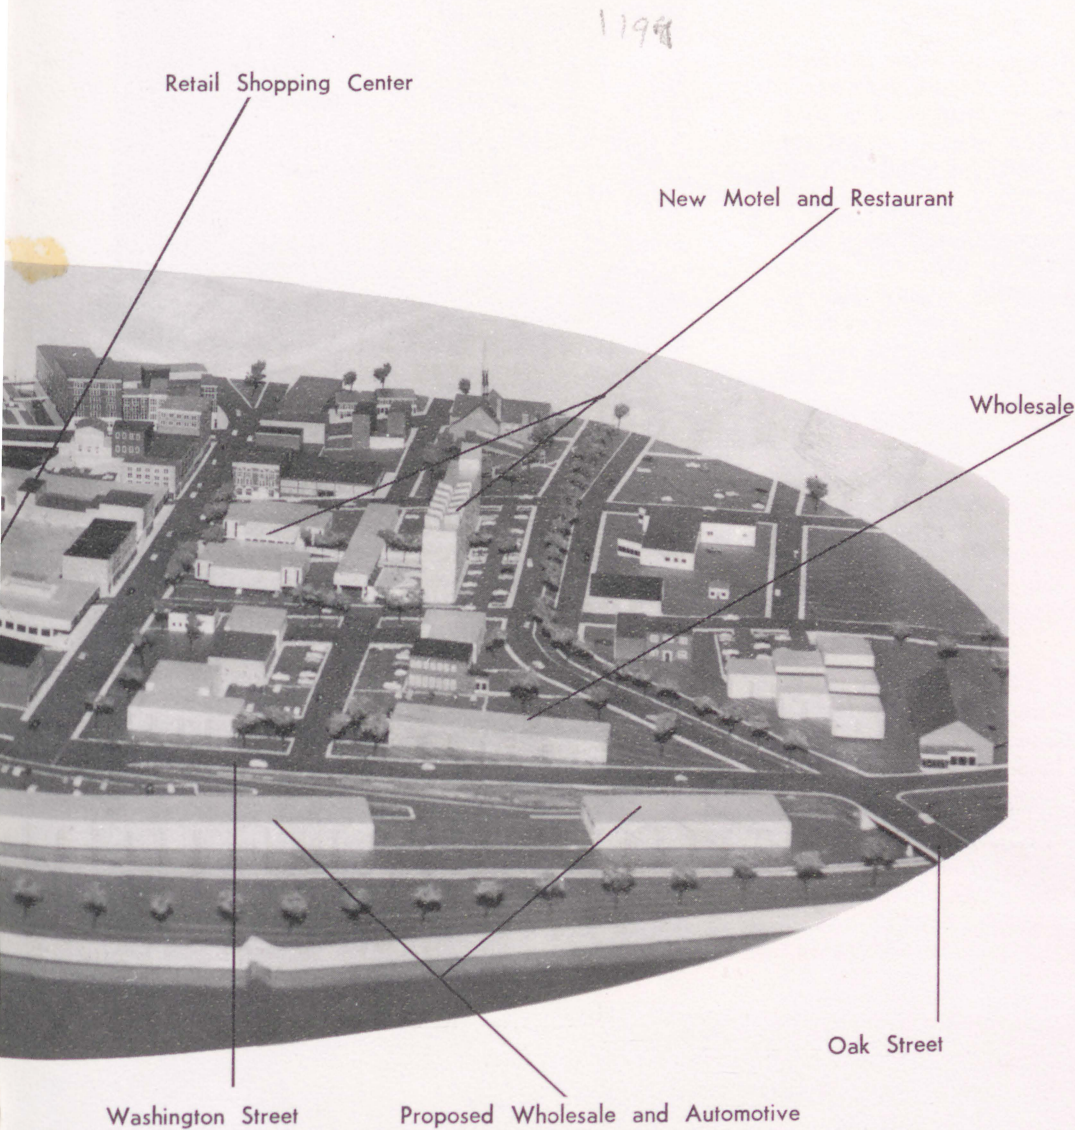 Retail Shopping Center
New Motel and Restaurant
Wholesale
Oak Street
Washington Street
Proposed Wholesale and Automotive